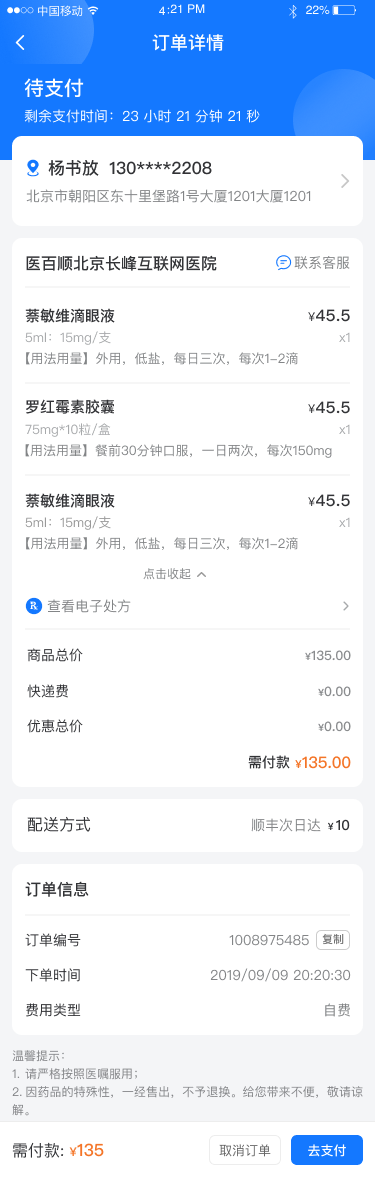 中国移动 4:21 PM 22%
订单详情
待支付
剩余支付时间：23 小时 21 分钟 21 秒
杨书放 130****2208
北京市朝阳区东十里堡路1号大厦1201大厦1201
医百顺北京长峰互联网医院 联系客服
萘敏维滴眼液 ¥45.5
5ml：15mg/支 x1
【用法用量】外用，低盐，每日三次，每次1-2滴
罗红霉素胶囊 ¥45.5
75mg*10粒/盒 x1
【用法用量】餐前30分钟口服，一日两次，每次150mg
萘敏维滴眼液 ¥45.5
5ml：15mg/支 x1
【用法用量】外用，低盐，每日三次，每次1-2滴
点击收起
R 查看电子处方
商品总价 ¥135.00
快递费 ¥0.00
优惠总价 ¥0.00
需付款 ¥135.00
配送方式 顺丰次日达 ¥10
订单信息
订单编号 1008975485 复制
下单时间 2019/09/09 20:20:30
费用类型 自费
温馨提示：
1. 请严格按照医嘱服用；
2. 因药品的特殊性，一经售出，不予退换。给您带来不便，敬请谅
解。
需付款: ¥135 取消订单 去支付